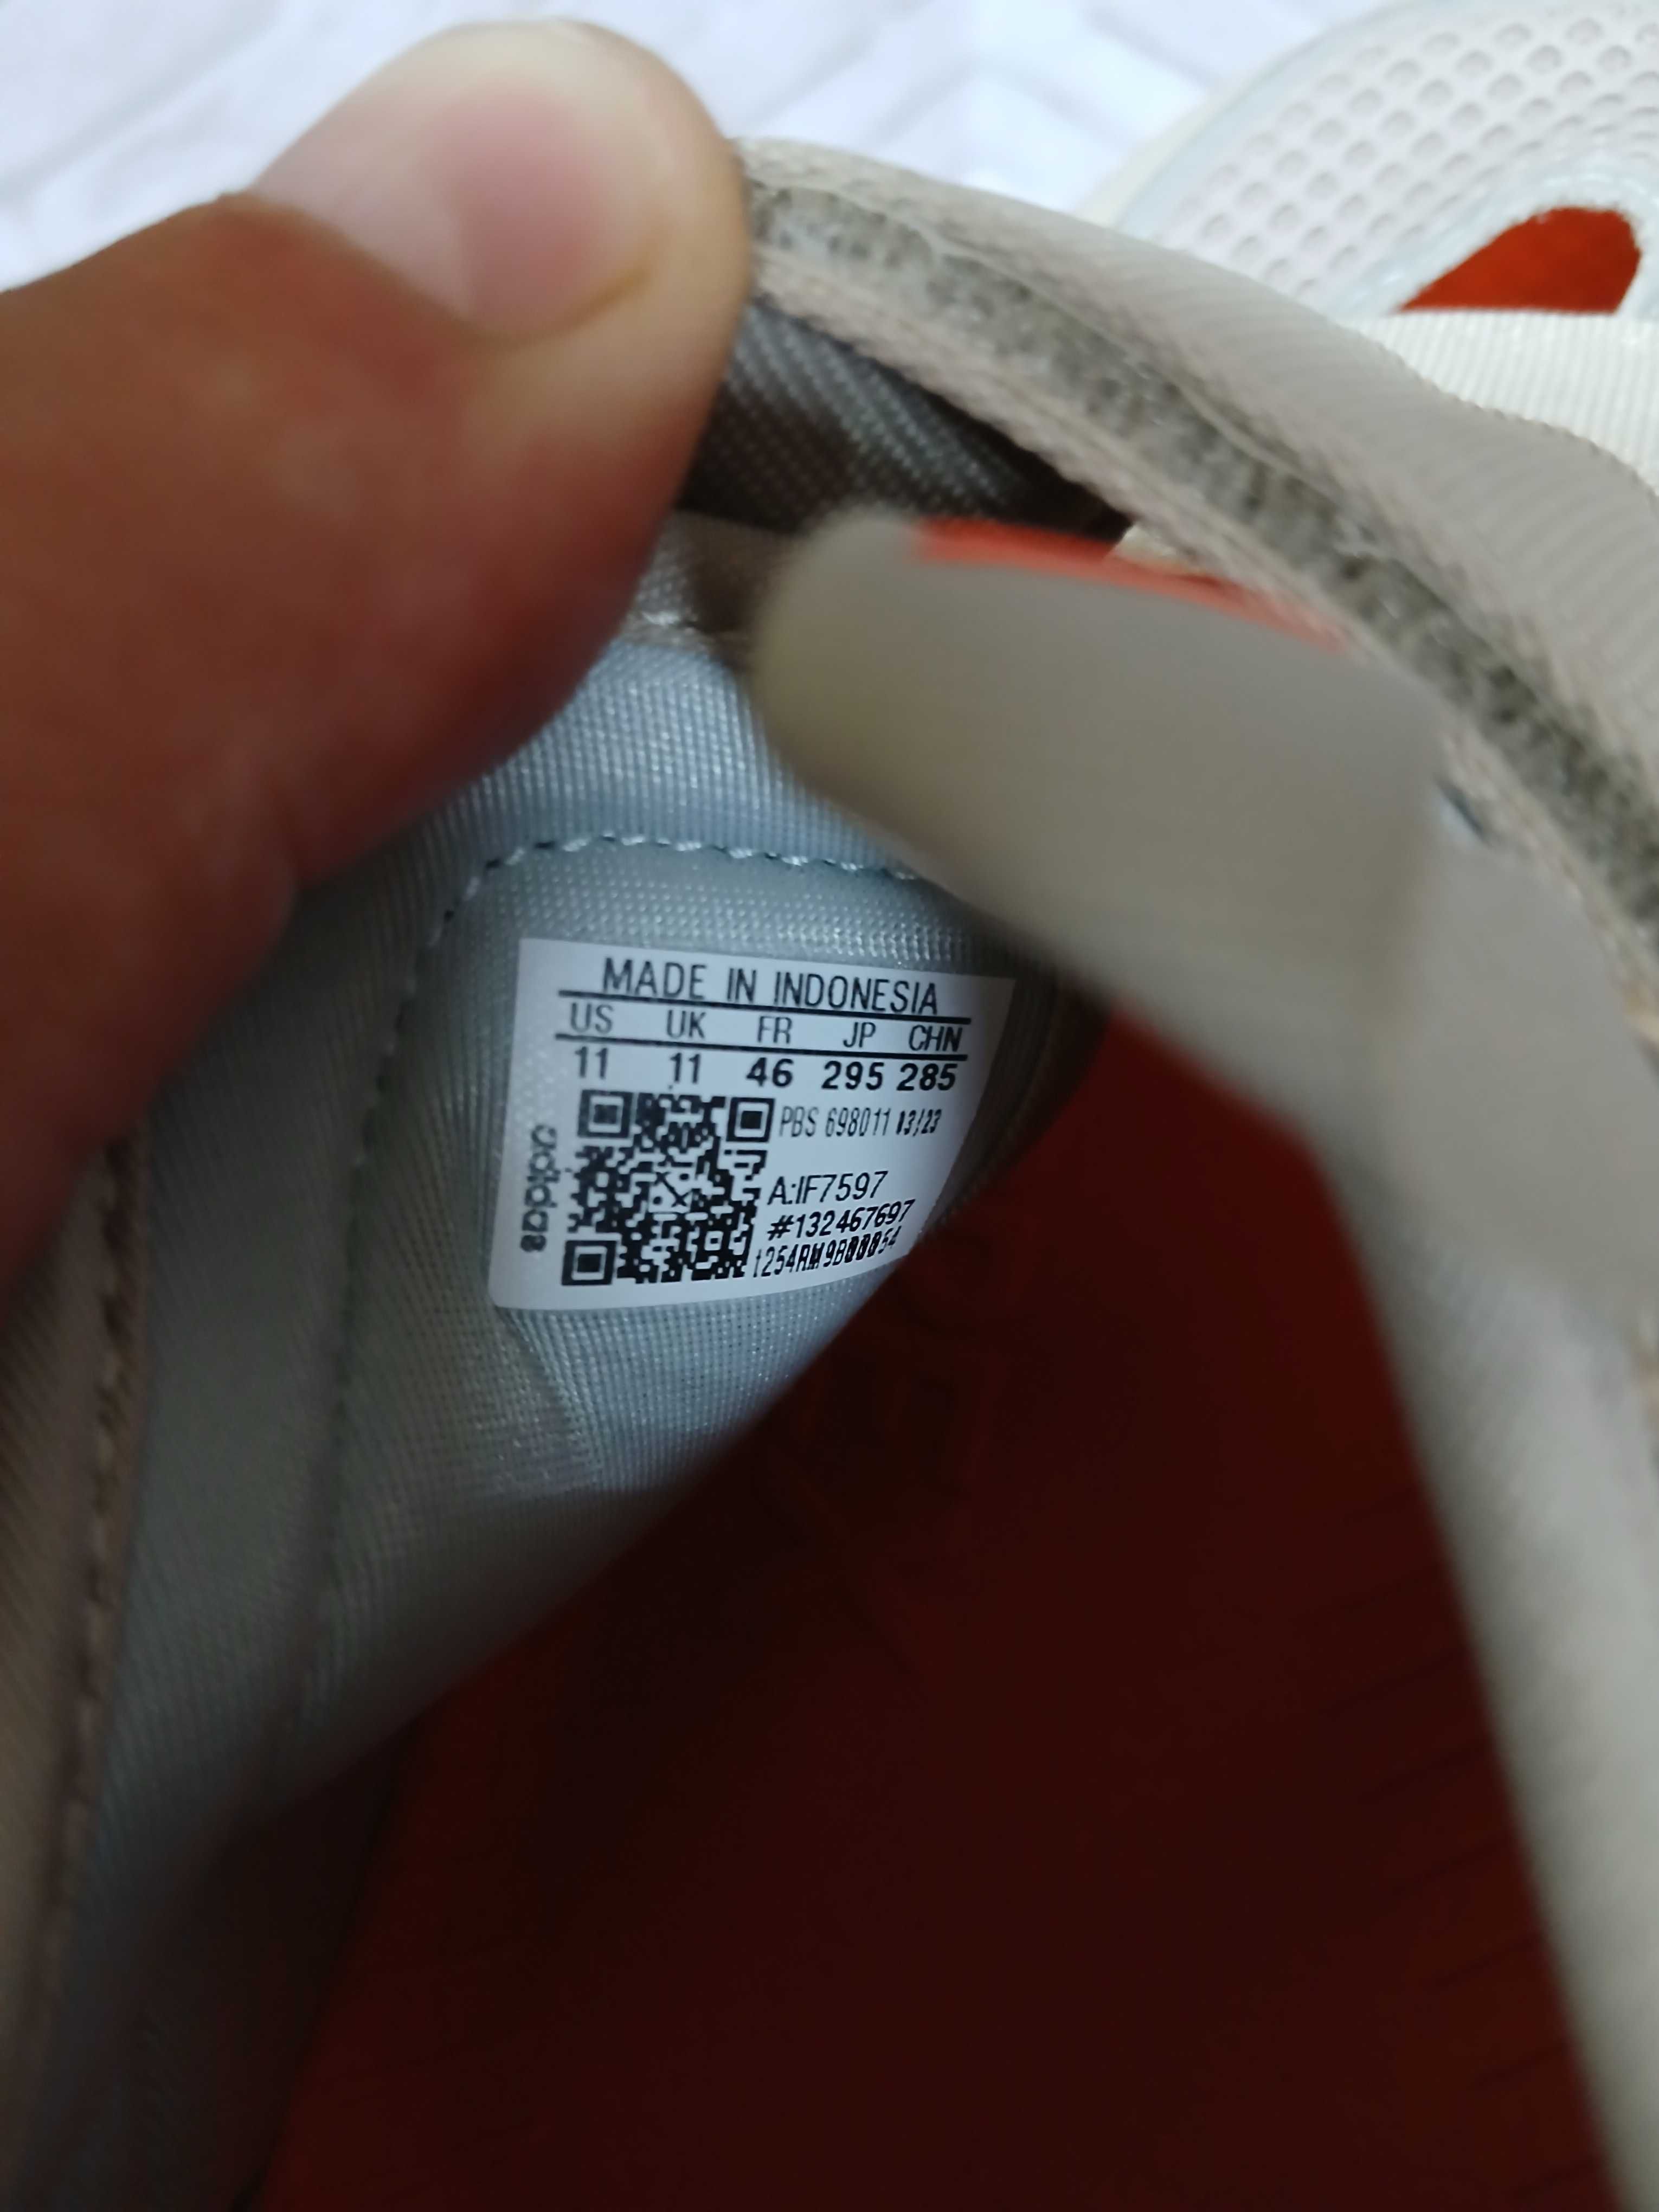 MADE IN INDONESIA
US UK FR JP CHN
11 11 46 295 285
PBS 698011
A:IF7597
#132467697
adidas